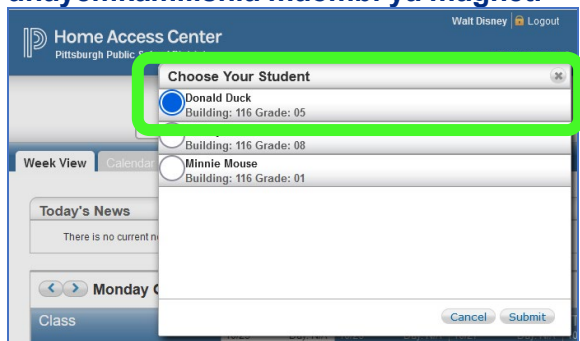 Walt Disney Logout
Home Access Center
Pittsburgh Public
Choose Your Student
Donald Duck
Building: 116 Grade: 05
Building: 116 Grade: 08
Minnie Mouse
Building: 116 Grade: 01
Week View Calendar
Today's News
There is no current
Monday
Class
Cancel Submit